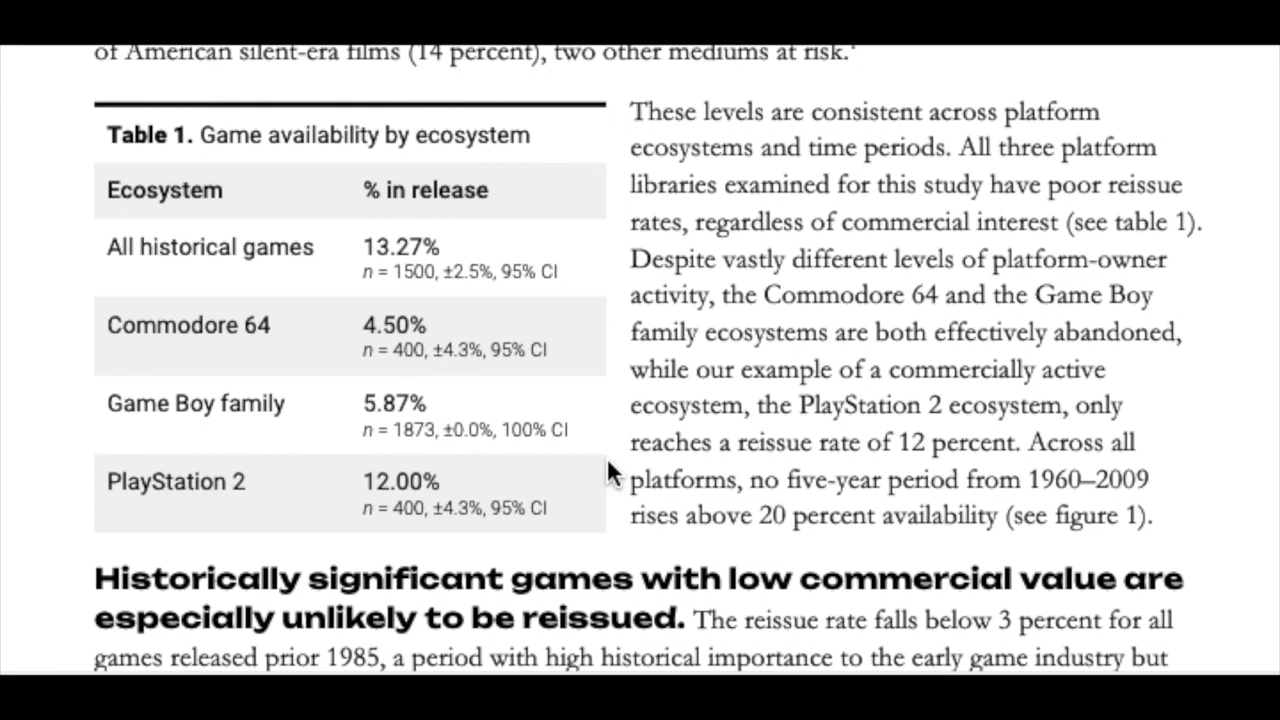 of American silent-era films (14 percent), two other mediums at risk.
Table 1. Game availability by ecosystem
Ecosystem % in release
All historical games 13.27%
n = 1500, ±2.5%, 95% CI
Commodore 64 4.50%
n = 400, ±4.3%, 95% CI
Game Boy family 5.87%
n = 1873, ±0.0%, 100% CI
PlayStation 2 12.00%
n = 400, ±4.3%, 95% CI
These levels are consistent across platform
ecosystems and time periods. All three platform
libraries examined for this study have poor reissue
rates, regardless of commercial interest (see table 1).
Despite vastly different levels of platform-owner
activity, the Commodore 64 and the Game Boy
family ecosystems are both effectively abandoned,
while our example of a commercially active
ecosystem, the PlayStation 2 ecosystem, only
reaches a reissue rate of 12 percent. Across all
platforms, no five-year period from 1960–2009
rises above 20 percent availability (see figure 1).
Historically significant games with low commercial value are
especially unlikely to be reissued. The reissue rate falls below 3 percent for all
games released prior 1985, a period with high historical importance to the early game industry but